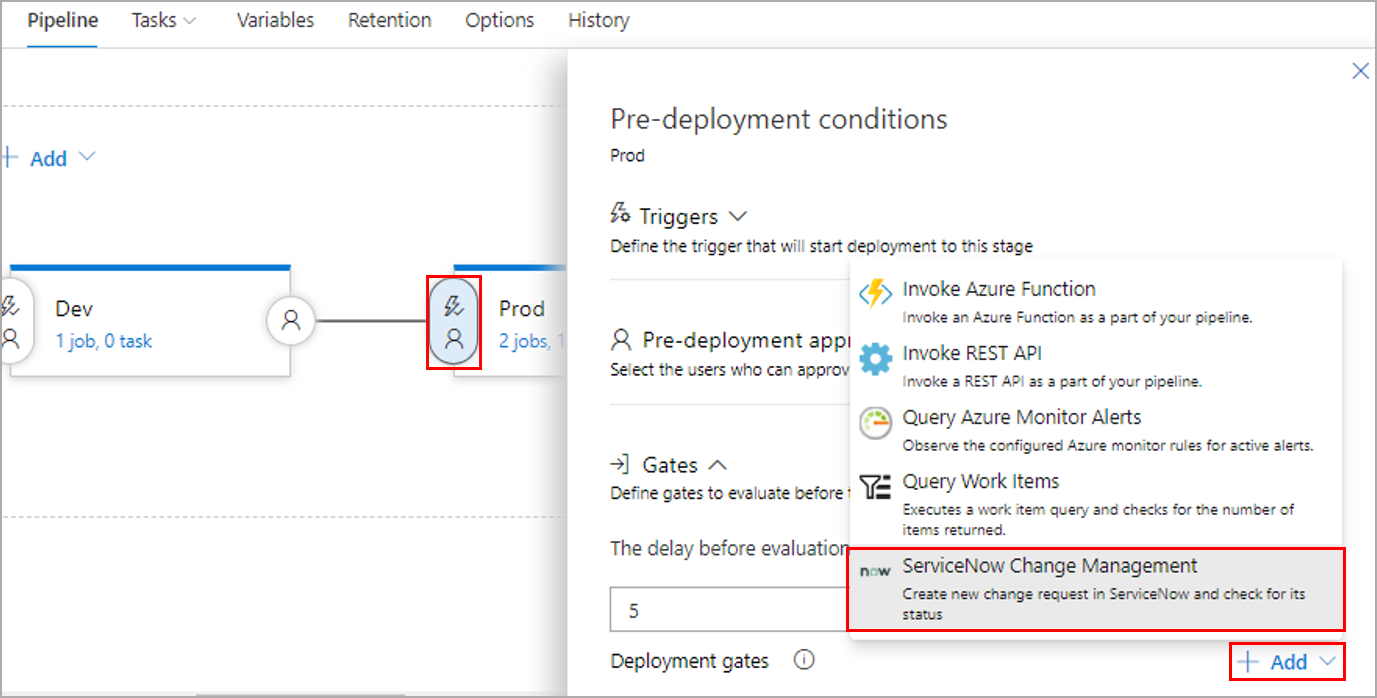 Pipeline Tasks Variables Retention Options History
Add
Dev
1 job, 0 task
Prod
2 jobs, 1
Pre-deployment conditions
Prod
Triggers
Define the trigger that will start deployment to this stage
Pre-deployment appr
Select the users who can approv
Gates
Define gates to evaluate before
The delay before evaluation
5
Deployment gates
Invoke Azure Function
Invoke an Azure Function as a part of your pipeline.
Invoke REST API
Invoke a REST API as a part of your pipeline.
Query Azure Monitor Alerts
Observe the configured Azure monitor rules for active alerts.
Query Work Items
Executes a work item query and checks for the number of
items returned.
now
ServiceNow Change Management
Create new change request in ServiceNow and check for its
status
Add